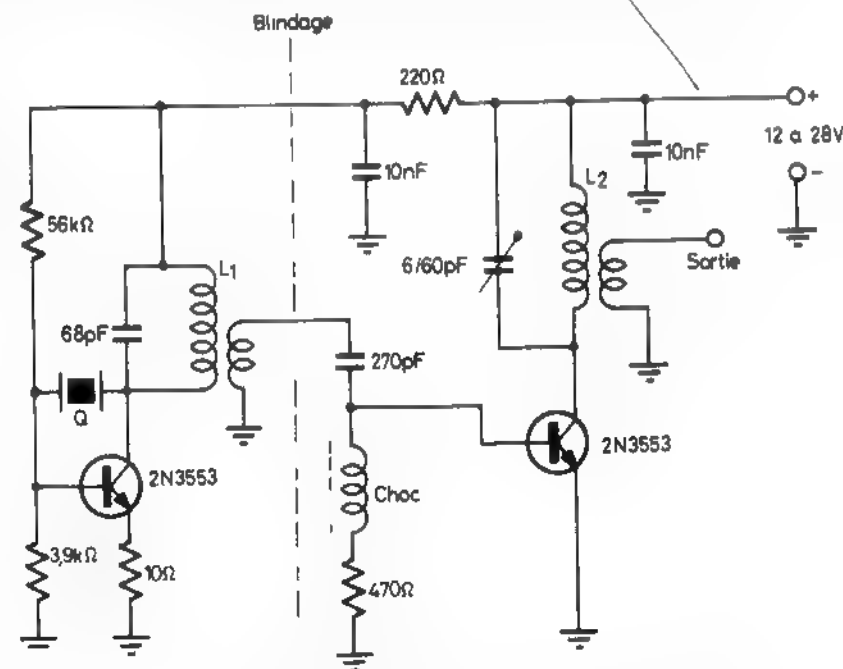 Blindage
220Ω
+
12 a 28V
10nF
10nF
-
L2
56kΩ
6/60pF
Sortie
L1
68pF
270pF
Q
2N3553
2N3553
Choc
3,9kΩ
10Ω
470Ω